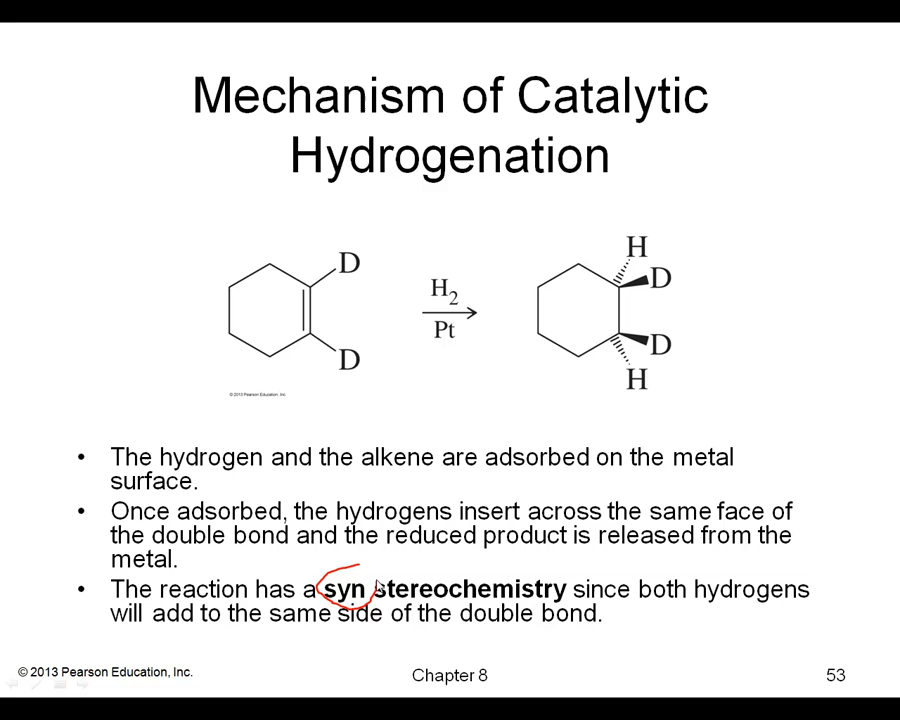 Mechanism of Catalytic
Hydrogenation
H
D
D
H₂
Pt
D
D
H
© 2013 Pearson Education, Inc.
• The hydrogen and the alkene are adsorbed on the metal
surface.
• Once adsorbed, the hydrogens insert across the same face of
the double bond and the reduced product is released from the
metal.
• The reaction has a syn stereochemistry since both hydrogens
will add to the same side of the double bond.
© 2013 Pearson Education, Inc.
Chapter 8
53